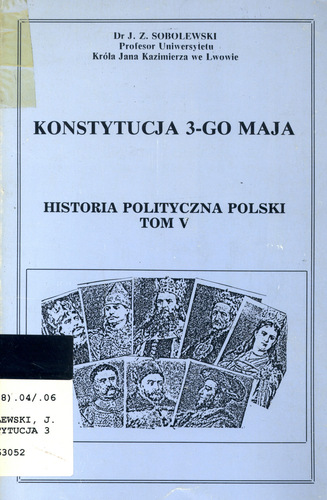 Dr J. Z. SOBOLEWSKI
Profesor Uniwersytetu
Króla Jana Kazimierza we Lwowie
KONSTYTUCJA 3-GO MAJA
HISTORIA POLITYCZNA POLSKI
TOM V
8).04/.06
LEWSKI, J.
YTUCJA 3
53052